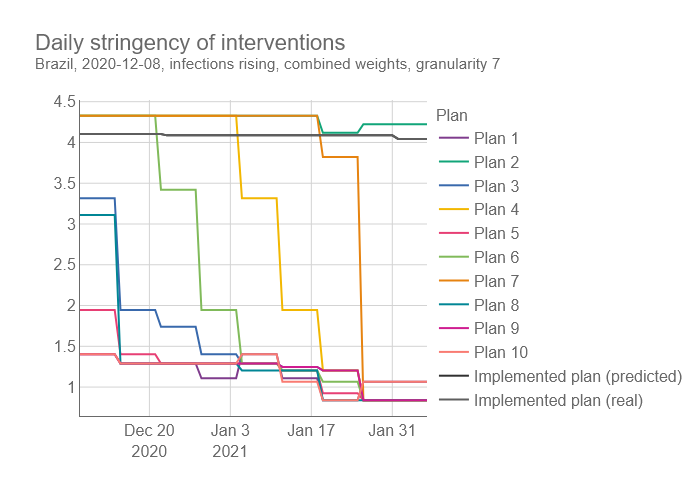 Daily stringency of interventions
Brazil, 2020-12-08, infections rising, combined weights, granularity 7
4.5
4
3.5
3
2.5
2
1.5
1
Dec 20
2020
Jan 3
2021
Jan 17
Jan 31
Plan
Plan 1
Plan 2
Plan 3
Plan 4
Plan 5
Plan 6
Plan 7
Plan 8
Plan 9
Plan 10
Implemented plan (predicted)
Implemented plan (real)